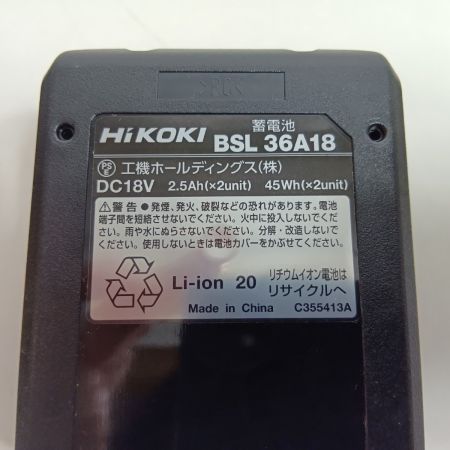 >PC<
HiKOKI
蓄電池
BSL 36A18
PS E 工機ホールディングス(株)
DC18V 2.5Ah(×2unit) 45Wh(×2unit)
⚠警告 ●発煙、発火、破裂などの恐れがあります。電池
端子間を短絡させないでください。火中に投入しないでくだ
さい。雨や水にぬらさないでください。分解・改造しないで
ください。使用しないときは電池カバーをかぶせてください。
Li-ion 20
リチウムイオン電池は
リサイクルへ
Made in China
C355413A